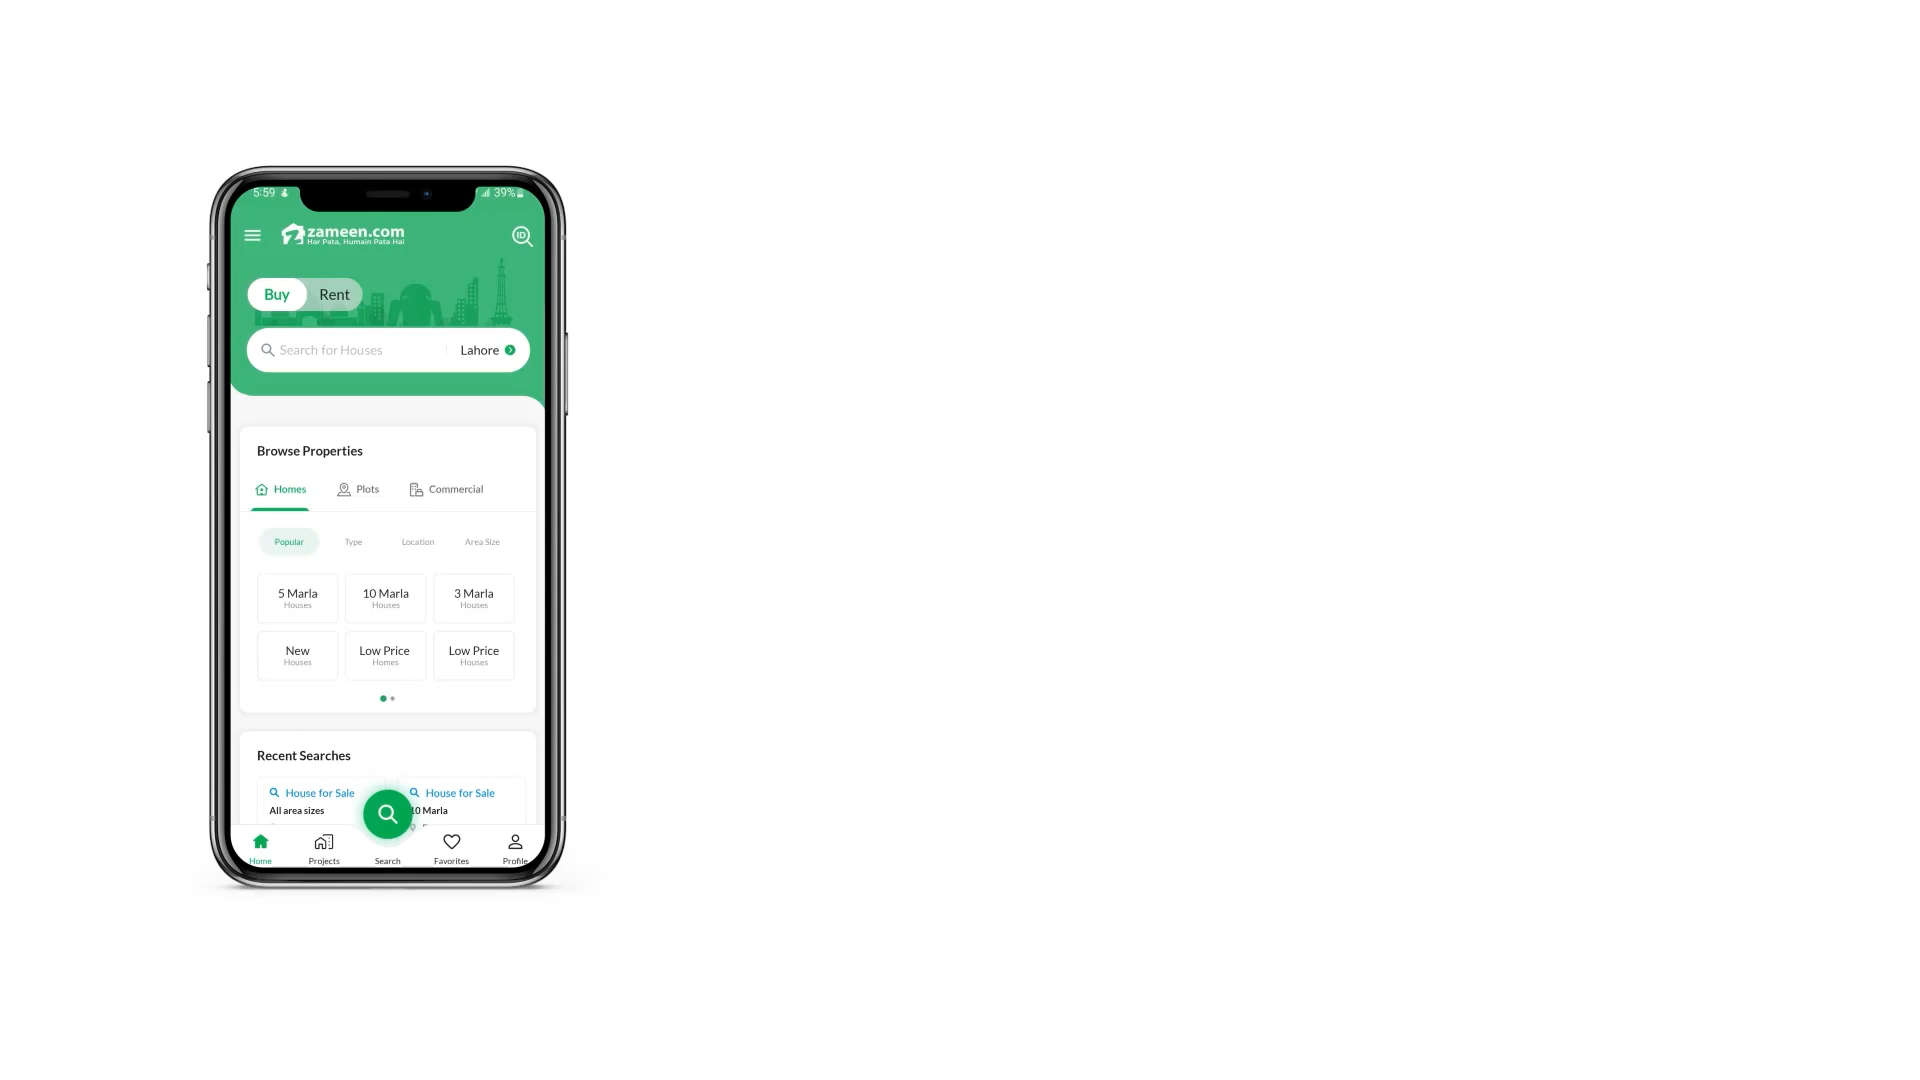 5:59
39%
zameen.com
Har Pata, Humain Pata Hai
ID
Buy Rent
Search for Houses Lahore
Browse Properties
Homes Plots Commercial
Popular Type Location Area Size
5 Marla 10 Marla 3 Marla
Houses Houses Houses
New Low Price Low Price
Houses Homes Houses
Recent Searches
House for Sale House for Sale
All area sizes 10 Marla
Home Projects Search Favorites Profile